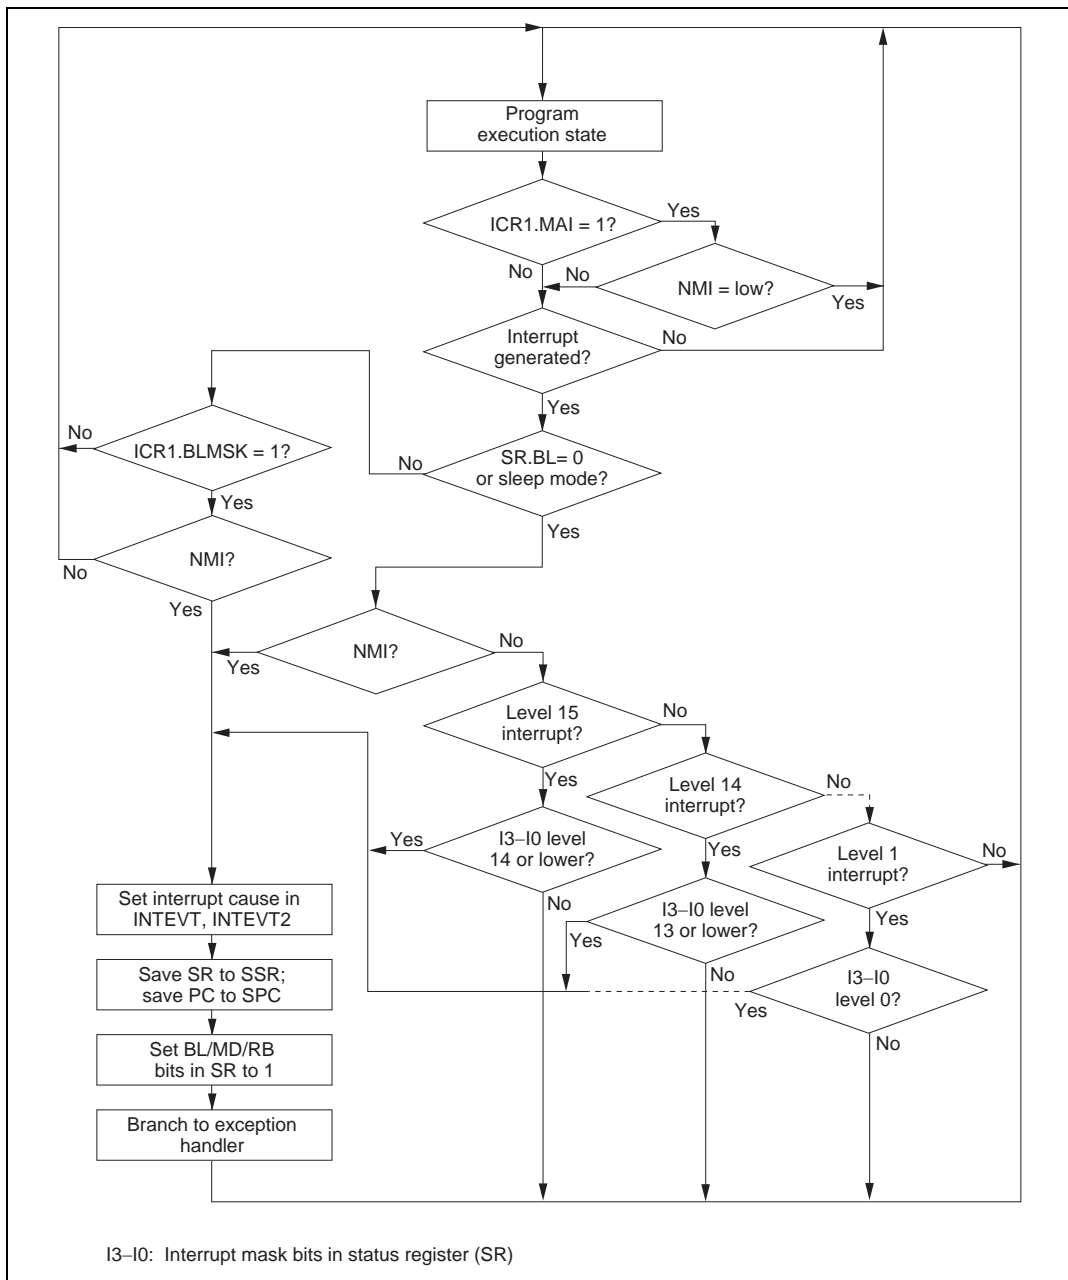 Program
execution state
ICR1.MAI = 1?
Yes
No
NMI = low?
No
Yes
Interrupt
generated?
No
Yes
ICR1.BLMSK = 1?
No
Yes
SR.BL= 0
or sleep mode?
No
Yes
NMI?
No
Yes
NMI?
No
Yes
Level 15
interrupt?
No
Yes
Level 14
interrupt?
No
Yes
I3–I0 level
14 or lower?
Yes
No
Level 1
interrupt?
No
Yes
I3–I0 level
13 or lower?
Yes
No
I3–I0
level 0?
Yes
No
Set interrupt cause in
INTEVT, INTEVT2
Save SR to SSR;
save PC to SPC
Set BL/MD/RB
bits in SR to 1
Branch to exception
handler
I3–I0: Interrupt mask bits in status register (SR)